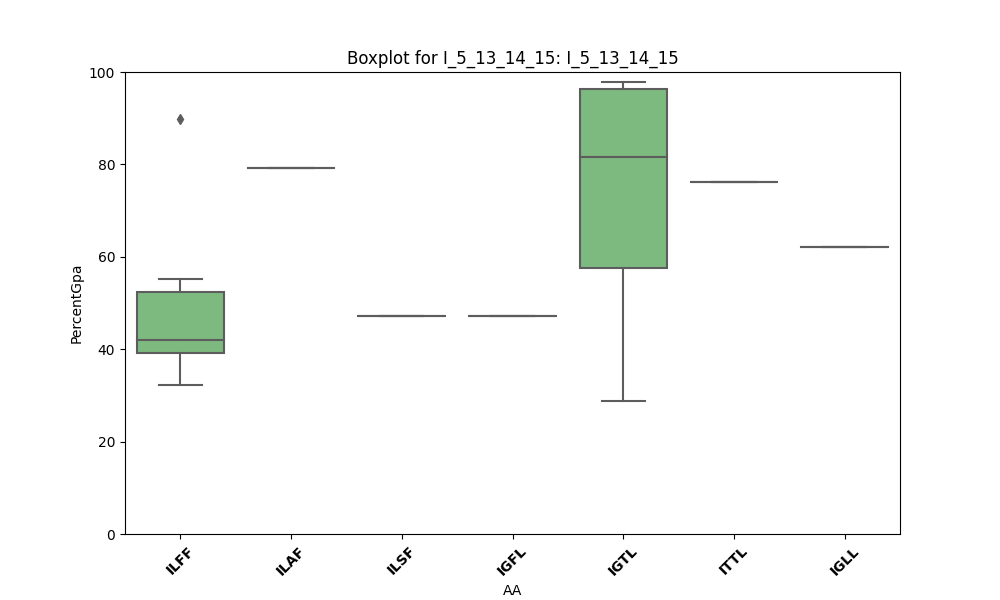 Boxplot for I_5_13_14_15: I_5_13_14_15
100
80
60
40
20
0
PercentGpa
ILFF
ILAF
ILSF
IGFL
IGTL
ITTL
IGLL
AA